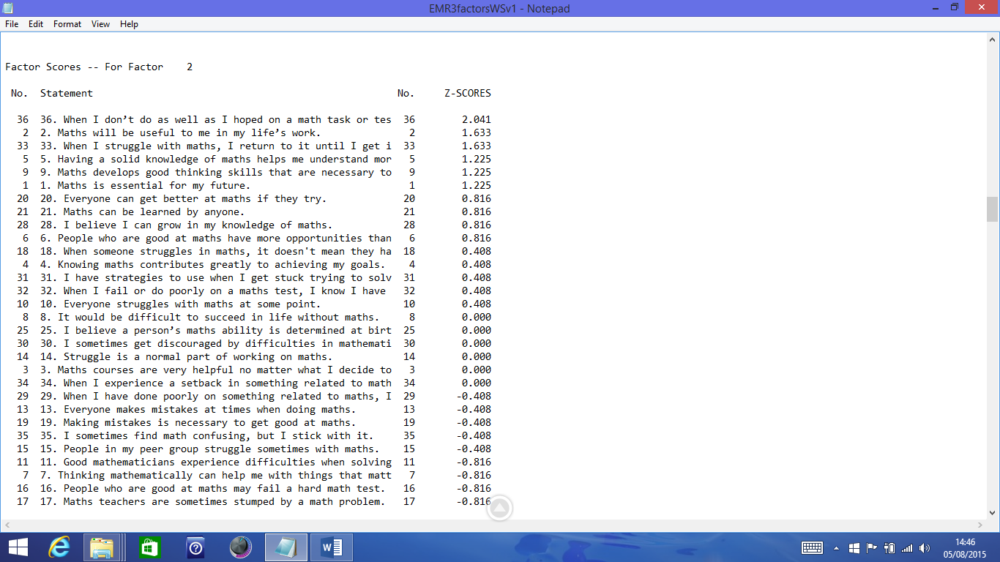 EMR3factorsWSv1 - Notepad
File Edit Format View Help
Factor Scores -- For Factor 2
No. Statement No. Z-SCORES
36 36. When I don’t do as well as I hoped on a math task or tes 36 2.041
2 2. Maths will be useful to me in my life’s work. 2 1.633
33 33. When I struggle with maths, I return to it until I get i 33 1.633
5 5. Having a solid knowledge of maths helps me understand mor 5 1.225
9 9. Maths develops good thinking skills that are necessary to 9 1.225
1 1. Maths is essential for my future. 1 1.225
20 20. Everyone can get better at maths if they try. 20 0.816
21 21. Maths can be learned by anyone. 21 0.816
28 28. I believe I can grow in my knowledge of maths. 28 0.816
6 6. People who are good at maths have more opportunities than 6 0.816
18 18. When someone struggles in maths, it doesn't mean they ha 18 0.408
4 4. Knowing maths contributes greatly to achieving my goals. 4 0.408
31 31. I have strategies to use when I get stuck trying to solv 31 0.408
32 32. When I fail or do poorly on a maths test, I know I have 32 0.408
10 10. Everyone struggles with maths at some point. 10 0.408
8 8. It would be difficult to succeed in life without maths. 8 0.000
25 25. I believe a person’s maths ability is determined at birt 25 0.000
30 30. I sometimes get discouraged by difficulties in mathemati 30 0.000
14 14. Struggle is a normal part of working on maths. 14 0.000
3 3. Maths courses are very helpful no matter what I decide to 3 0.000
34 34. When I experience a setback in something related to math 34 0.000
29 29. When I have done poorly on something related to maths, I 29 -0.408
13 13. Everyone makes mistakes at times when doing maths. 13 -0.408
19 19. Making mistakes is necessary to get good at maths. 19 -0.408
35 35. I sometimes find math confusing, but I stick with it. 35 -0.408
15 15. People in my peer group struggle sometimes with maths. 15 -0.408
11 11. Good mathematicians experience difficulties when solving 11 -0.816
7 7. Thinking mathematically can help me with things that matt 7 -0.816
16 16. People who are good at maths may fail a hard math test. 16 -0.816
17 17. Maths teachers are sometimes stumped by a math problem. 17 -0.816
14:46
05/08/2015